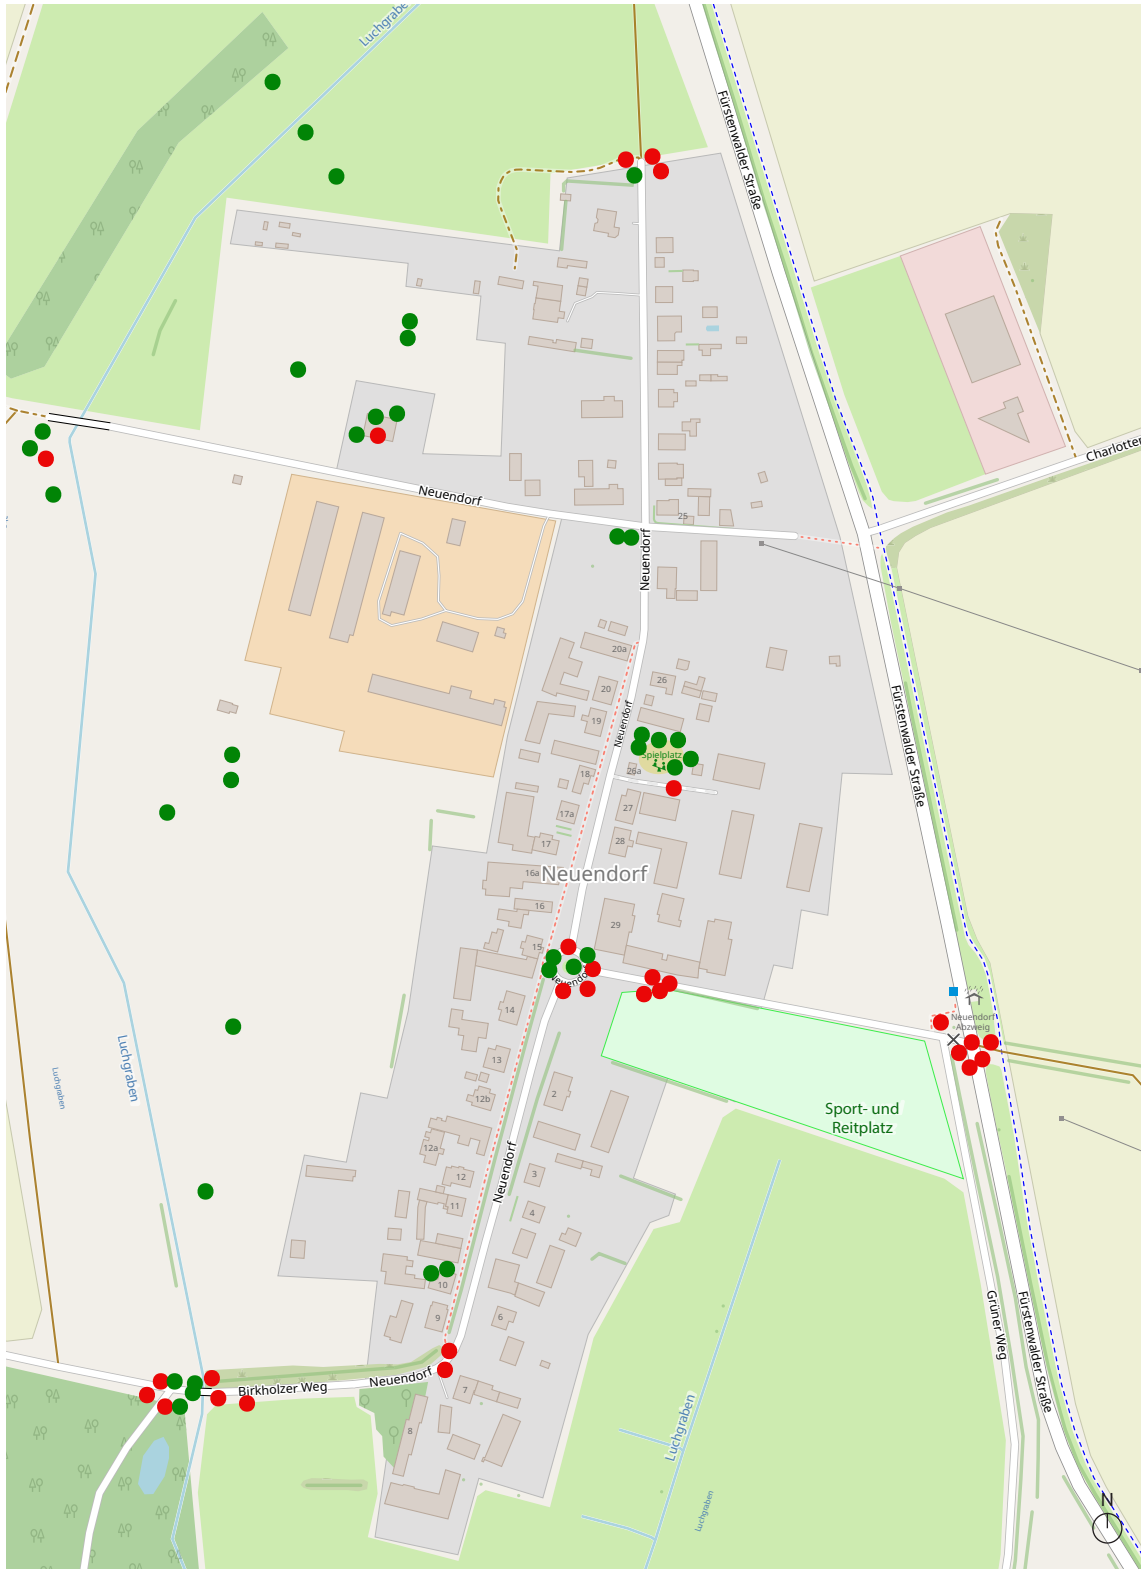 Luchgraben
Fürstenwalder Straße
Charlotten
Neuendorf
25
Neuendorf
20a
20
26
19
Neuendorf
Spielplatz
26a
18
Fürstenwalder Straße
27
17a
28
17
Neuendorf
16a
16
29
15
Neuendorf
14
Neuendorf
-Abzweig
13
Luchgraben
Luchgraben
2
12b
Sport- und
Reitplatz
12a
Neuendorf
12
3
11
4
10
9
6
Grüner Weg
Fürstenwalder Straße
Neuendorf
Birkholzer Weg
7
8
Luchgraben
Luchgraben
N